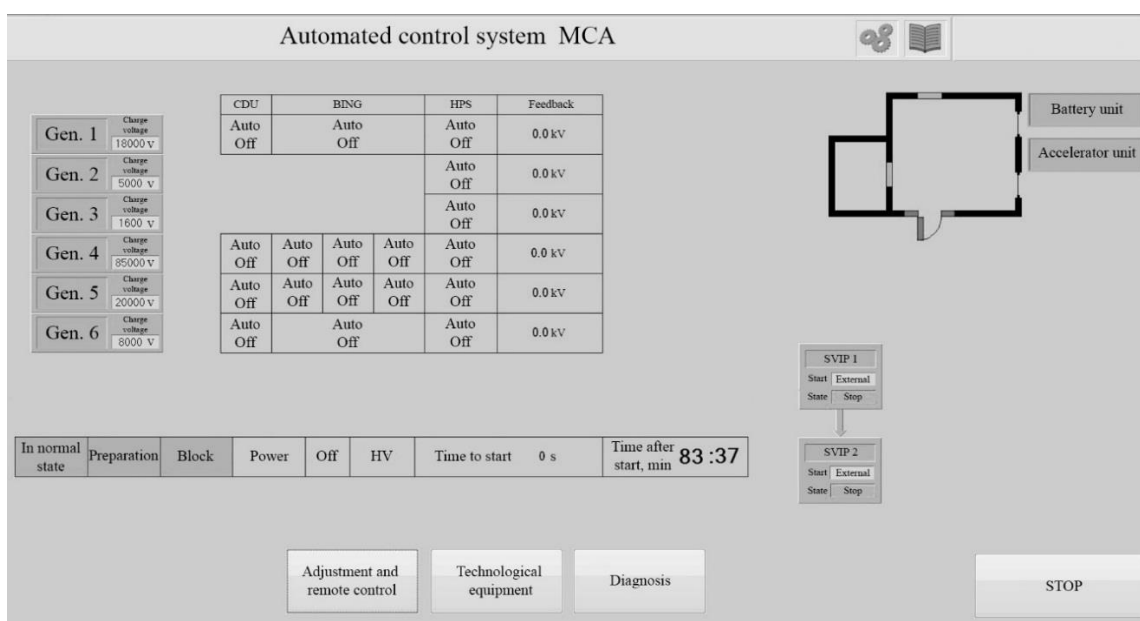 Automated control system MCA
CDU BING HPS Feedback
Battery unit
Accelerator unit
Gen. 1 Charge voltage 18000 v
Auto Off Auto Off Auto Off 0.0 kV
Gen. 2 Charge voltage 5000 v
Auto Off 0.0 kV
Gen. 3 Charge voltage 1600 v
Auto Off 0.0 kV
Gen. 4 Charge voltage 85000 v
Auto Off Auto Off Auto Off Auto Off Auto Off 0.0 kV
Gen. 5 Charge voltage 20000 v
Auto Off Auto Off Auto Off Auto Off Auto Off 0.0 kV
Gen. 6 Charge voltage 8000 v
Auto Off Auto Off Auto Off 0.0 kV
SVIP 1
Start External
State Stop
In normal state Preparation Block Power Off HV Time to start 0 s Time after start, min 83:37
SVIP 2
Start External
State Stop
Adjustment and remote control
Technological equipment
Diagnosis
STOP